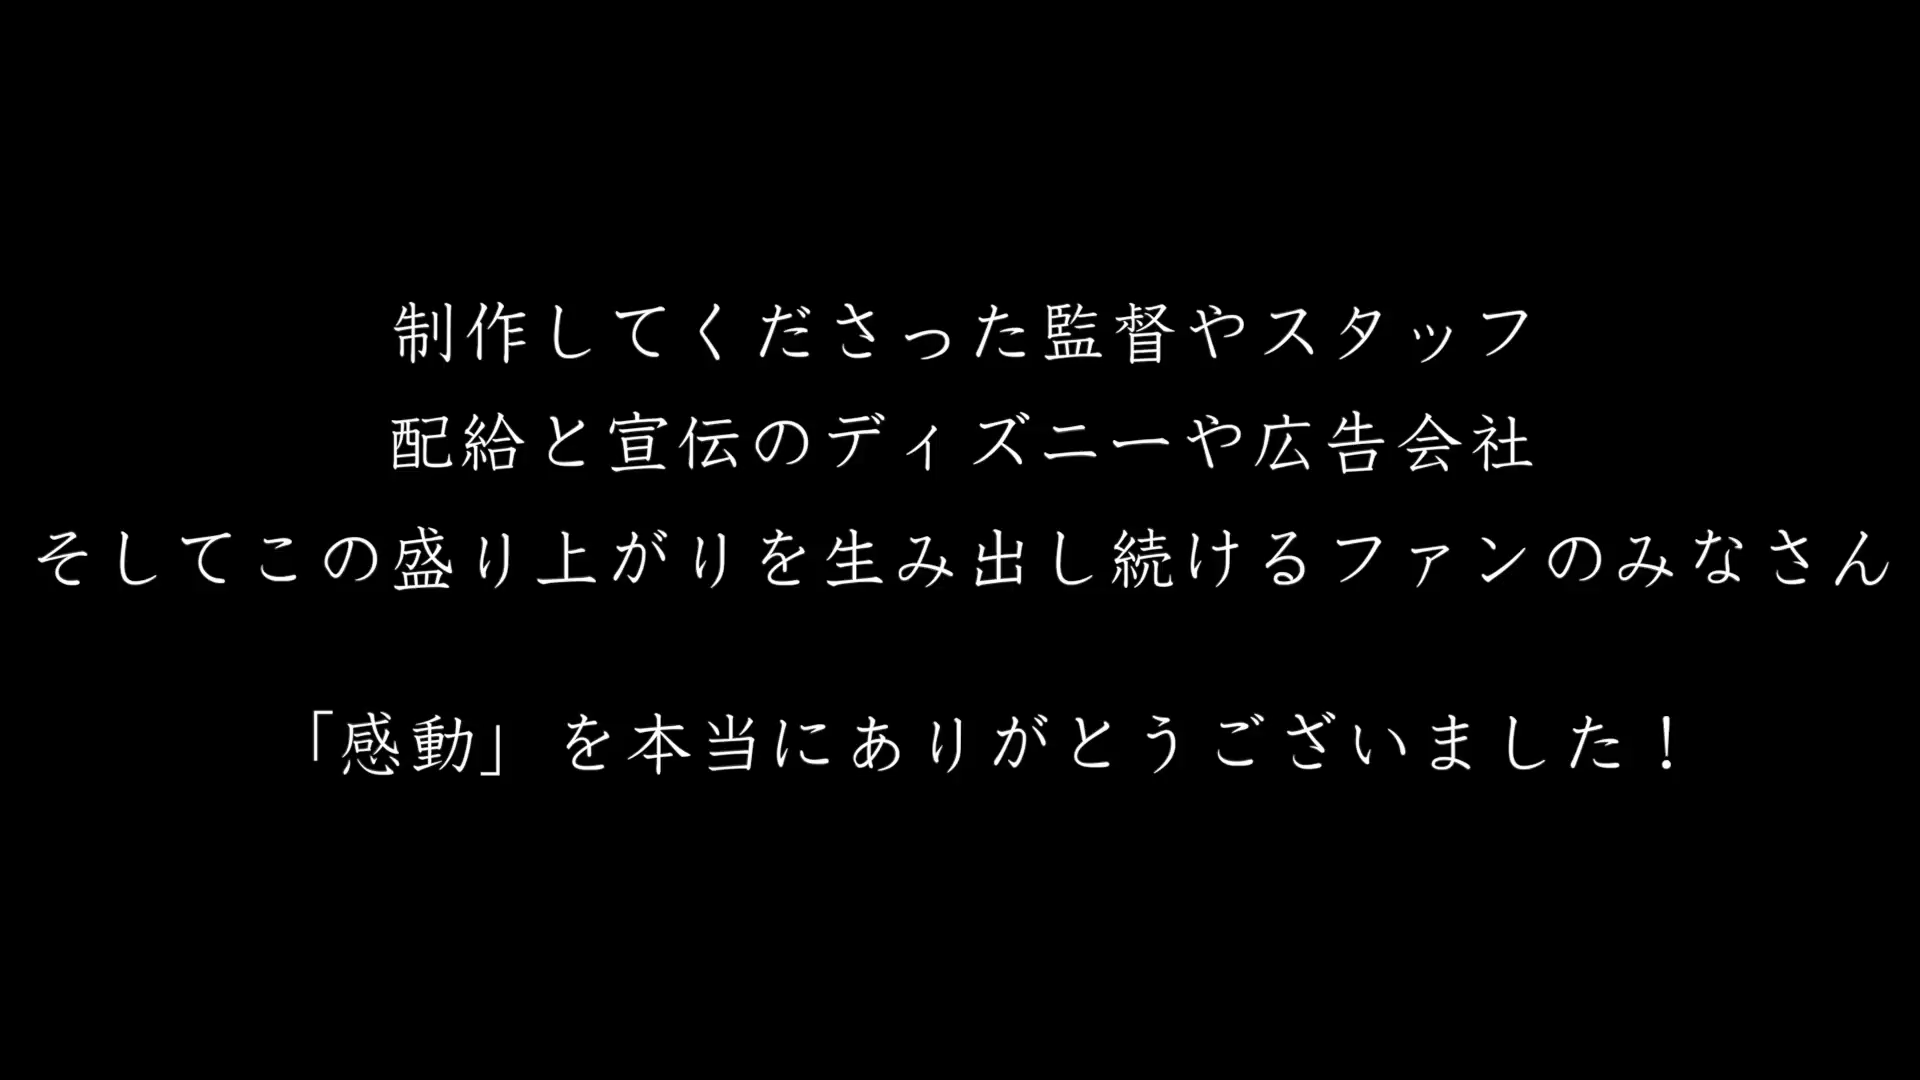 制作してくださった監督やスタッフ
配給と宣伝のディズニーや広告会社
そしてこの盛り上がりを生み出し続けるファンのみなさん
「感動」を本当にありがとうございました！